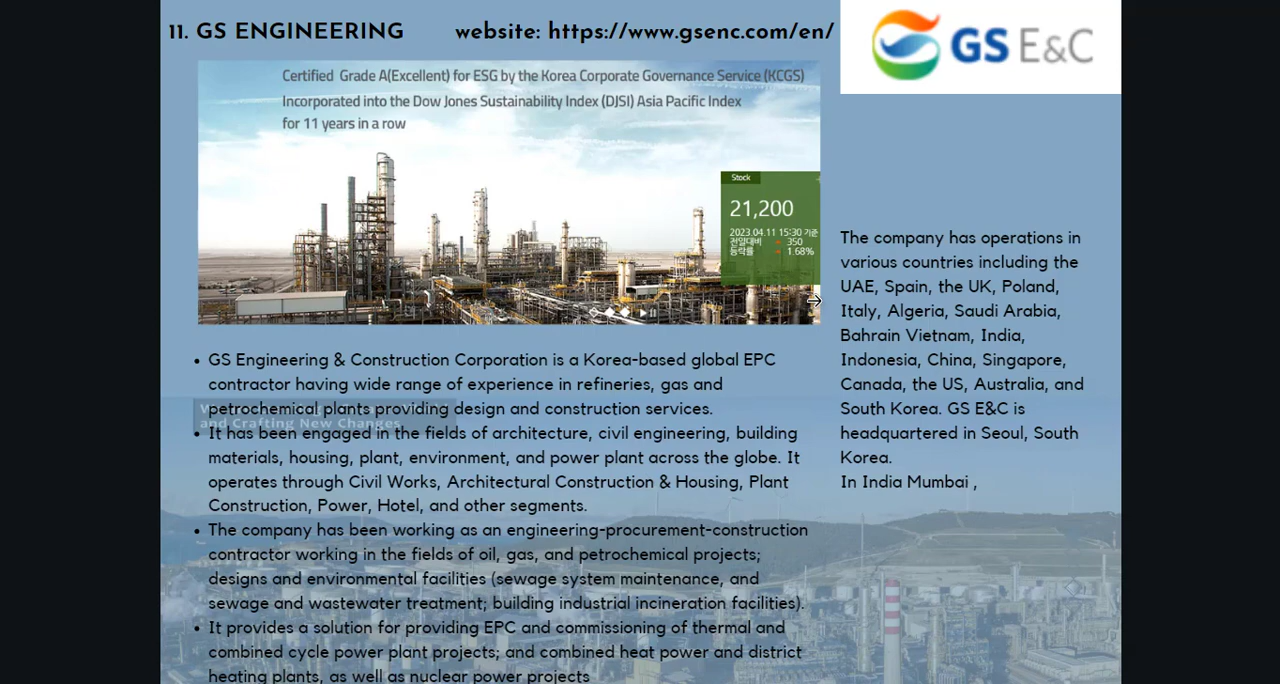 11. GS ENGINEERING
website: https://www.gsenc.com/en/
GS E&C
Certified Grade A(Excellent) for ESG by the Korea Corporate Governance Service (KCGS)
Incorporated into the Dow Jones Sustainability Index (DJSI) Asia Pacific Index
for 11 years in a row
Stock
21,200
2023.04.11 15:30 기준
전일대비 350
등락률 1.68%
The company has operations in
various countries including the
UAE, Spain, the UK, Poland,
Italy, Algeria, Saudi Arabia,
Bahrain Vietnam, India,
Indonesia, China, Singapore,
Canada, the US, Australia, and
South Korea. GS E&C is
headquartered in Seoul, South
Korea.
In India Mumbai ,
• GS Engineering & Construction Corporation is a Korea-based global EPC
contractor having wide range of experience in refineries, gas and
petrochemical plants providing design and construction services.
and Crafting New Changes
• It has been engaged in the fields of architecture, civil engineering, building
materials, housing, plant, environment, and power plant across the globe. It
operates through Civil Works, Architectural Construction & Housing, Plant
Construction, Power, Hotel, and other segments.
• The company has been working as an engineering-procurement-construction
contractor working in the fields of oil, gas, and petrochemical projects;
designs and environmental facilities (sewage system maintenance, and
sewage and wastewater treatment; building industrial incineration facilities).
• It provides a solution for providing EPC and commissioning of thermal and
combined cycle power plant projects; and combined heat power and district
heating plants, as well as nuclear power projects